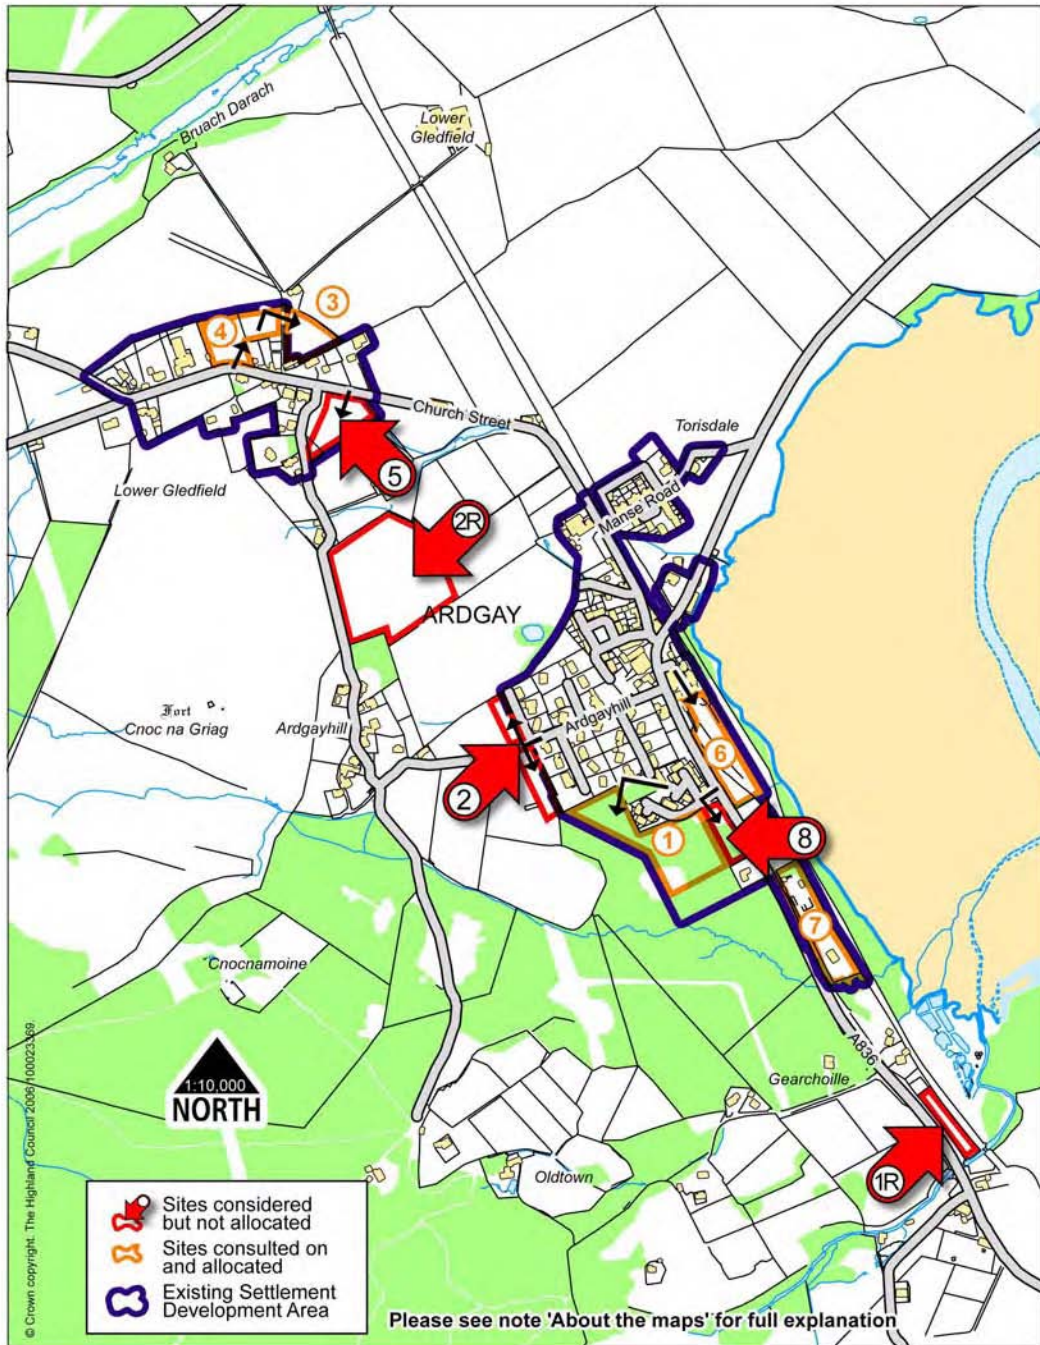 Bruach Darach
Lower
Gledfield
3
4
Church Street
Torisdale
5
Lower Gledfield
2R
Manse Road
ARDGAY
Fort
Cnoc na Griag
Ardgayhill
Ardgayhill
6
2
1
8
7
Cnocnamoine
A836
1:10,000
NORTH
Gearchoille
Oldtown
1R
Sites considered
but not allocated
Sites consulted on
and allocated
Existing Settlement
Development Area
Please see note 'About the maps' for full explanation
© Crown copyright. The Highland Council 2006/100023369.